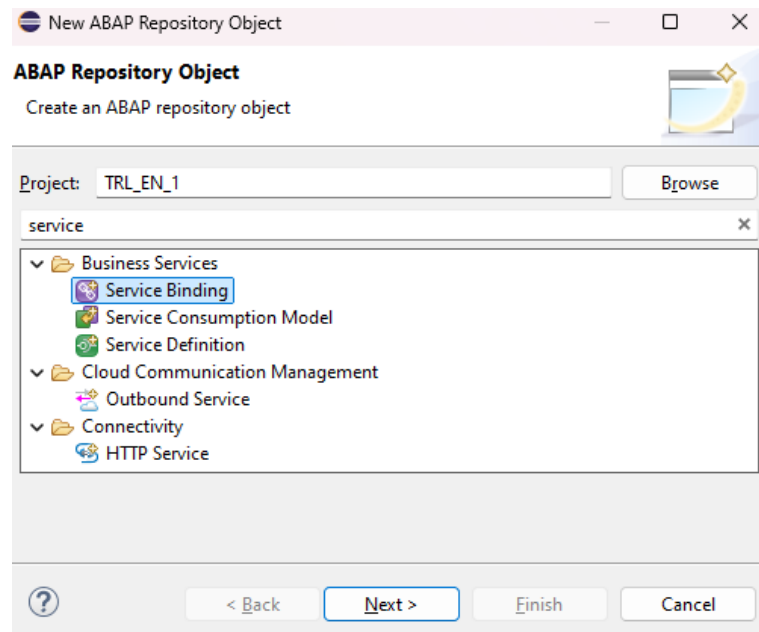 New ABAP Repository Object
ABAP Repository Object
Create an ABAP repository object
Project: TRL_EN_1 Browse
service
Business Services
Service Binding
Service Consumption Model
Service Definition
Cloud Communication Management
Outbound Service
Connectivity
HTTP Service
? < Back Next > Finish Cancel